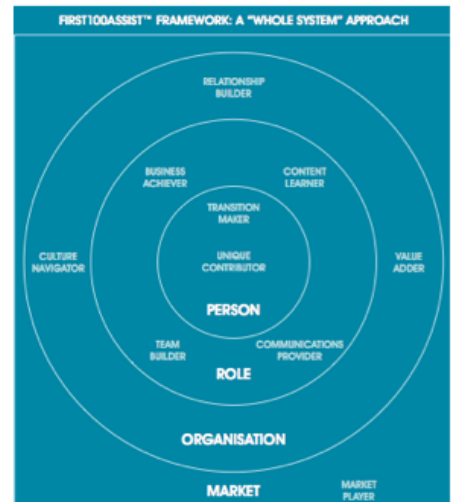 FIRST100ASSIST™ FRAMEWORK: A "WHOLE SYSTEM" APPROACH
RELATIONSHIP
BUILDER
BUSINESS
ACHIEVER
CONTENT
LEARNER
TRANSITION
MAKER
CULTURE
NAVIGATOR
UNIQUE
CONTRIBUTOR
VALUE
ADDER
PERSON
TEAM
BUILDER
COMMUNICATIONS
PROVIDER
ROLE
ORGANISATION
MARKET
MARKET
PLAYER